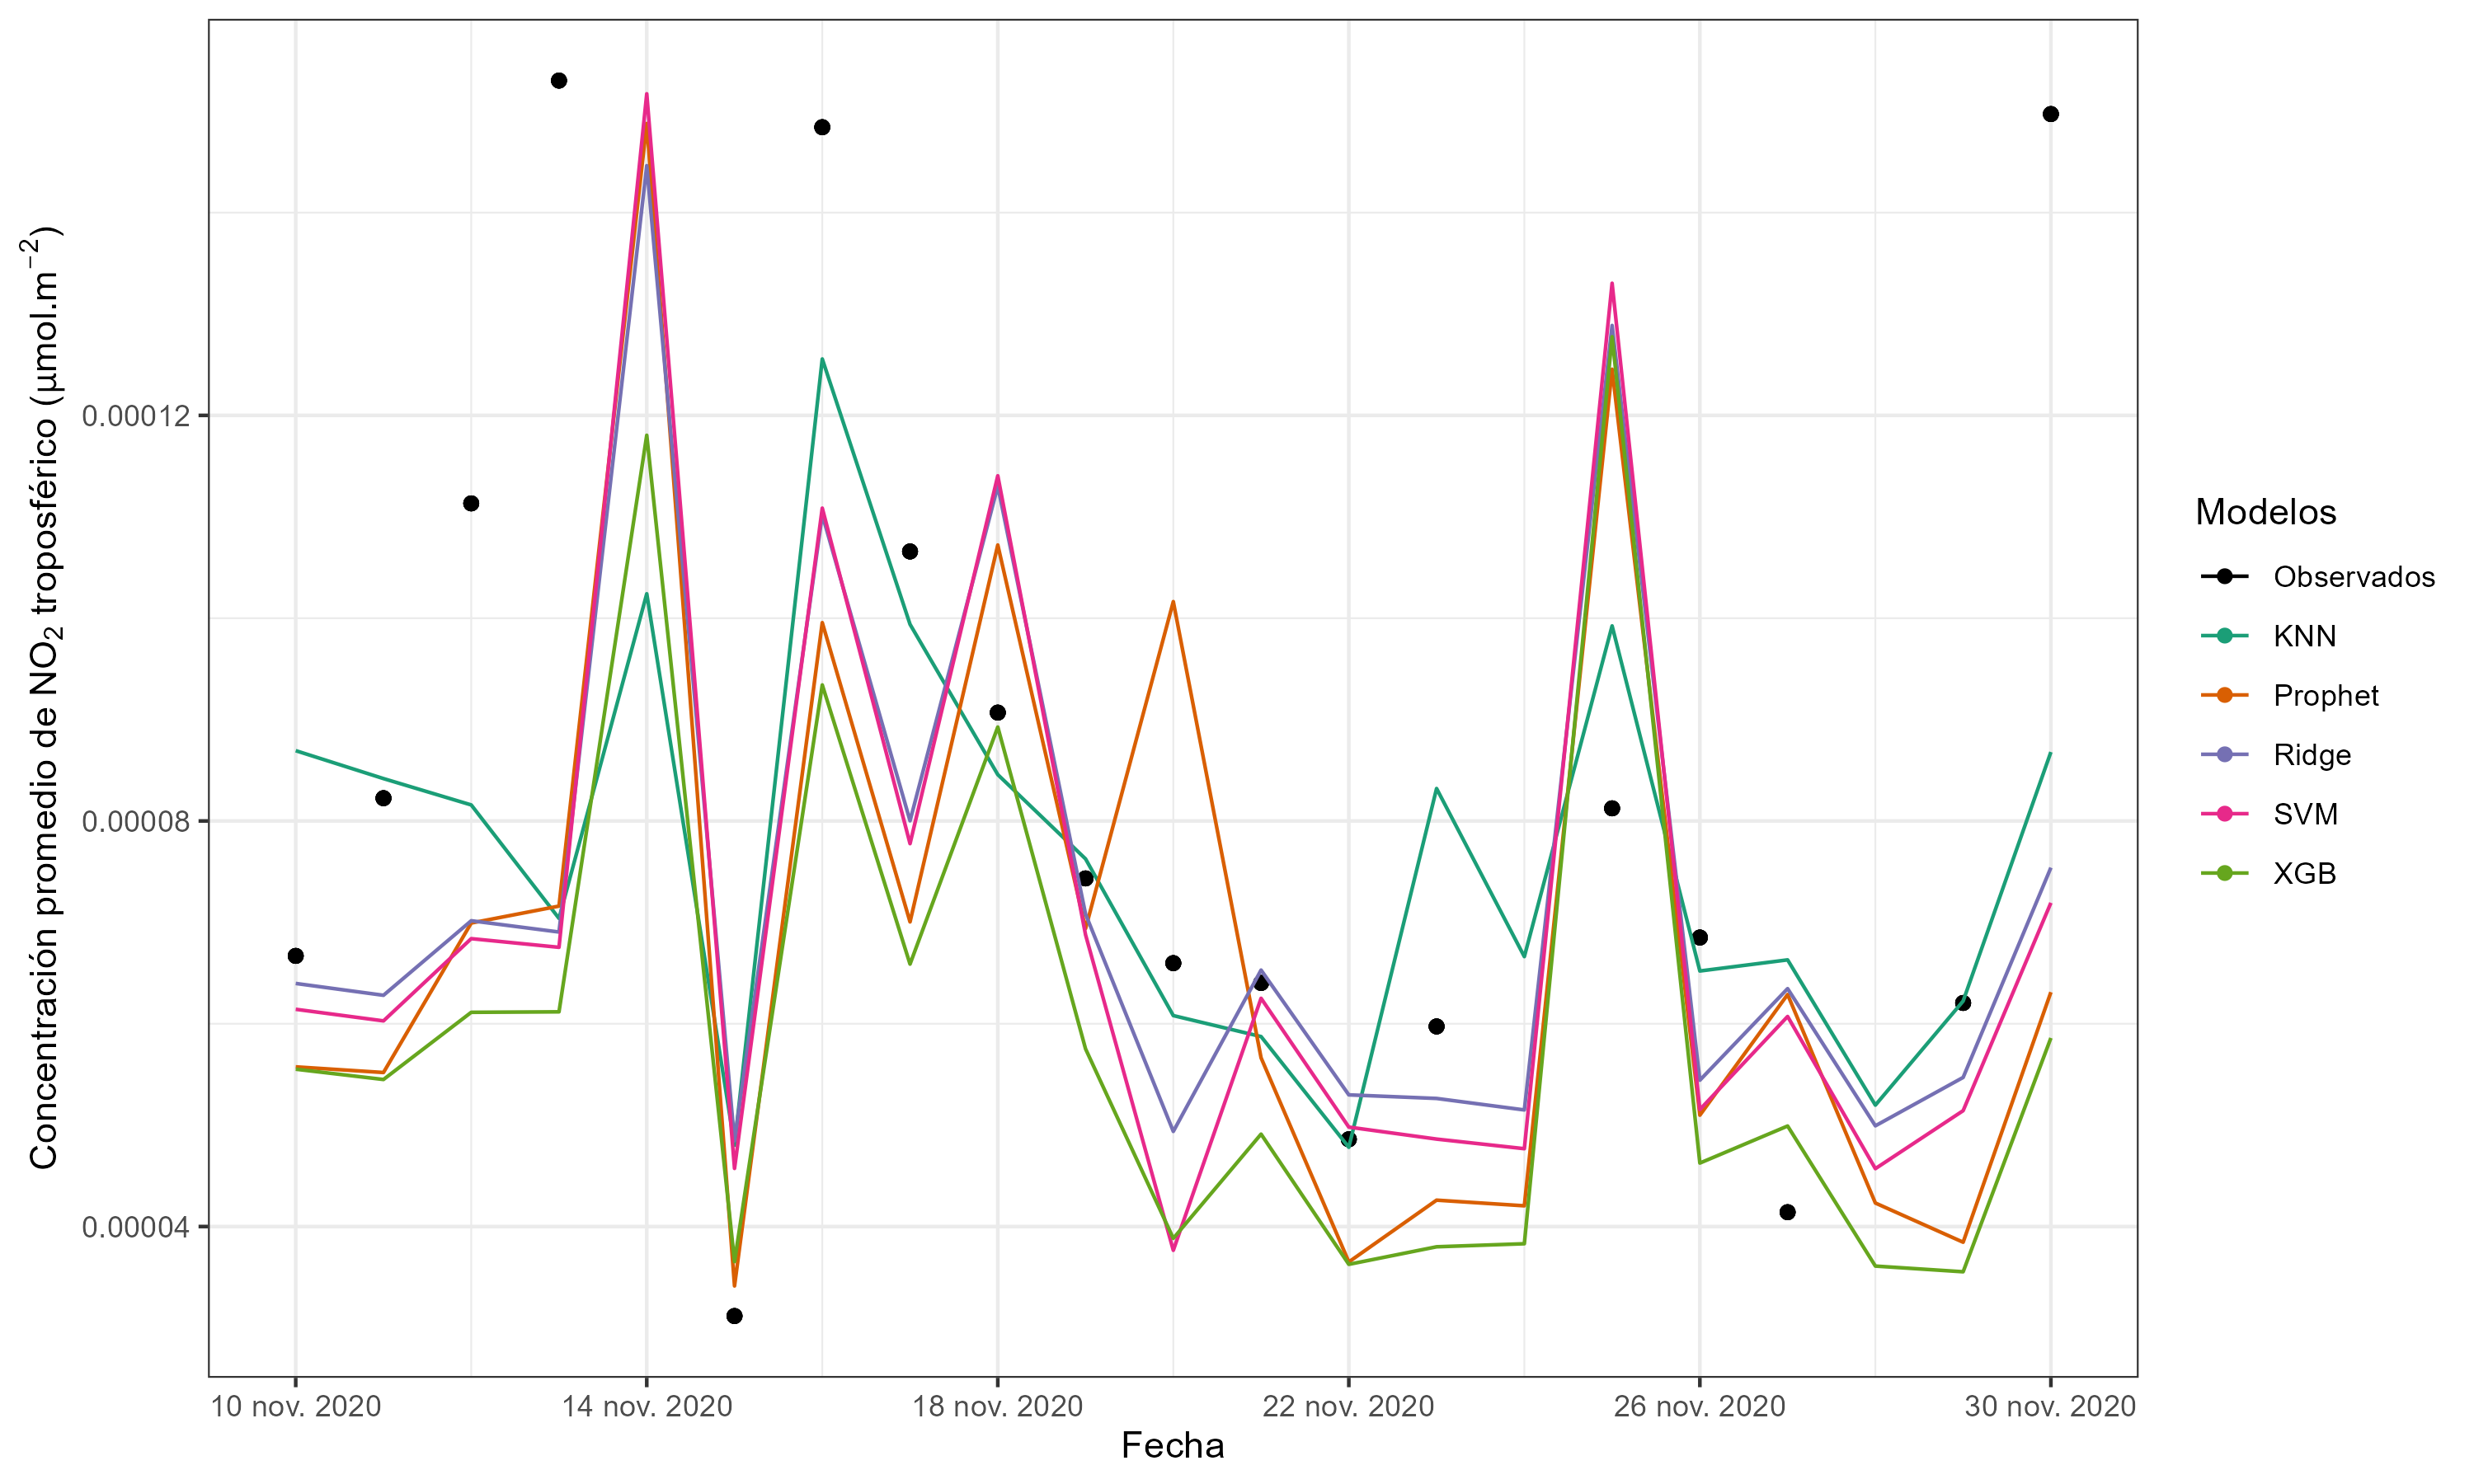 Concentración promedio de NO₂ troposférico (µmol.m⁻²)
0.00012
0.00008
0.00004
10 nov. 2020
14 nov. 2020
18 nov. 2020
22 nov. 2020
26 nov. 2020
30 nov. 2020
Fecha
Modelos
Observados
KNN
Prophet
Ridge
SVM
XGB